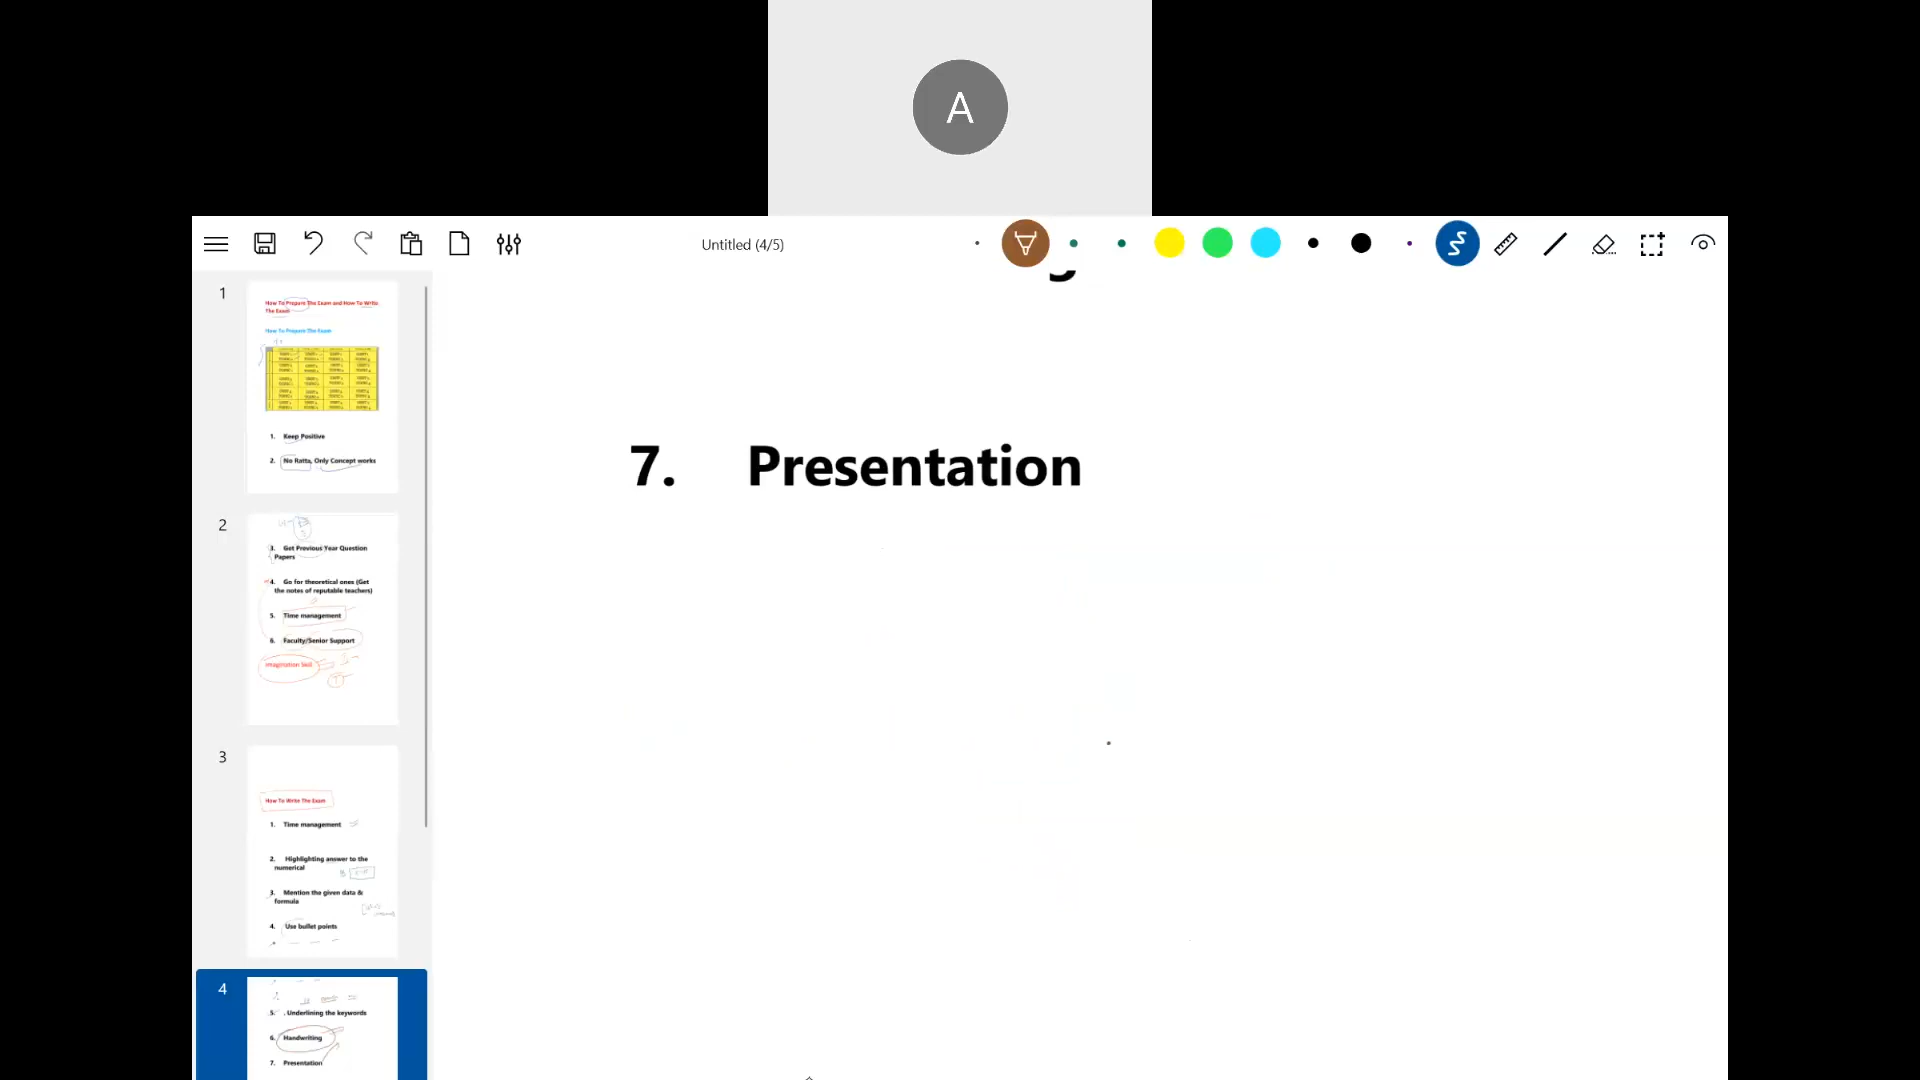 A
Untitled (4/5)
7. Presentation
1
How To Prepare The Exam and How To Write
The Exam
How To Prepare The Exam
1. Keep Positive
2. No Ratta, Only Concept works
2
3. Get Previous Year Question
Papers
4. Go for theoretical ones (Get
the notes of reputable teachers)
5. Time management
6. Faculty/Senior Support
Imagination Skill
3
How To Write The Exam
1. Time management
2. Highlighting answer to the
numerical
3. Mention the given data &
formula
4. Use bullet points
4
5. . Underlining the keywords
6. Handwriting
7. Presentation